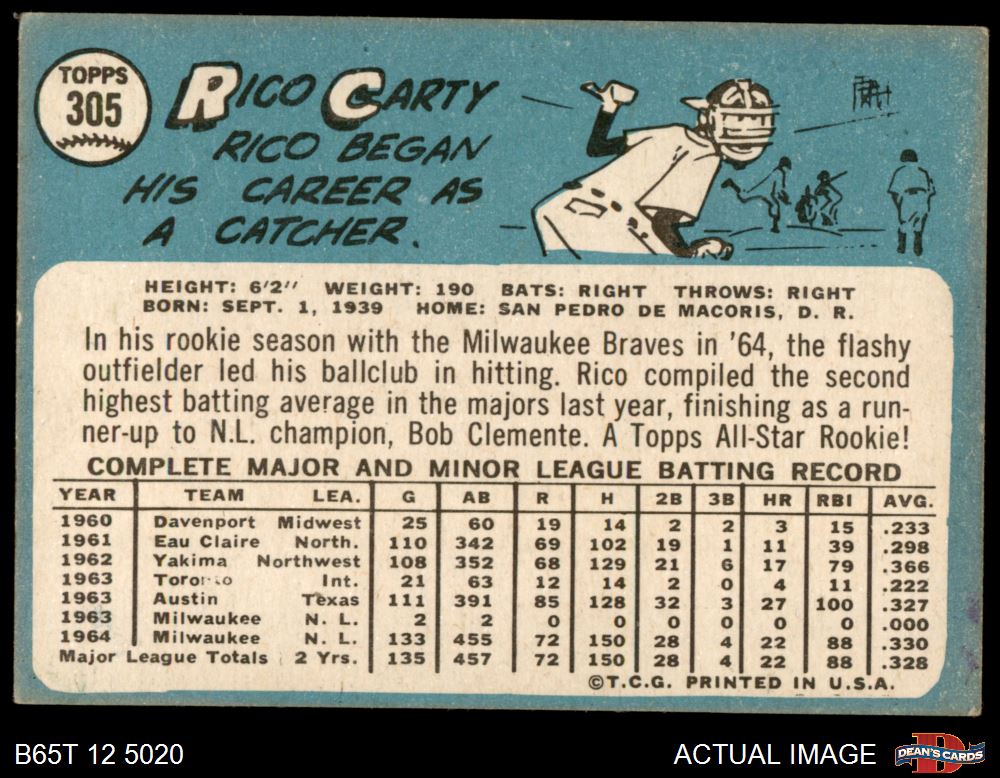 TOPPS
305
RICO CARTY
RICO BEGAN
HIS CAREER AS
A CATCHER.
HEIGHT: 6'2" WEIGHT: 190 BATS: RIGHT THROWS: RIGHT
BORN: SEPT. 1, 1939 HOME: SAN PEDRO DE MACORIS, D. R.
In his rookie season with the Milwaukee Braves in '64, the flashy
outfielder led his ballclub in hitting. Rico compiled the second
highest batting average in the majors last year, finishing as a run-
ner-up to N.L. champion, Bob Clemente. A Topps All-Star Rookie!
COMPLETE MAJOR AND MINOR LEAGUE BATTING RECORD
YEAR TEAM LEA. G AB R H 2B 3B HR RBI AVG.
1960 Davenport Midwest 25 60 19 14 2 2 3 15 .233
1961 Eau Claire North. 110 342 69 102 19 1 11 39 .298
1962 Yakima Northwest 108 352 68 129 21 6 17 79 .366
1963 Toronto Int. 21 63 12 14 2 0 4 11 .222
1963 Austin Texas 111 391 85 128 32 3 27 100 .327
1963 Milwaukee N. L. 2 2 0 0 0 0 0 0 .000
1964 Milwaukee N. L. 133 455 72 150 28 4 22 88 .330
Major League Totals 2 Yrs. 135 457 72 150 28 4 22 88 .328
©T.C.G. PRINTED IN U.S.A.
B65T 12 5020
ACTUAL IMAGE
D
DEAN'S CARDS